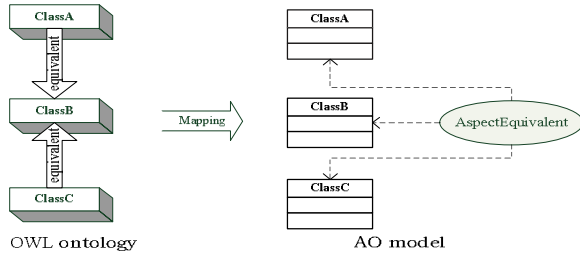 ClassA
equivalent
ClassB
equivalent
ClassC
OWL ontology
Mapping
ClassA
ClassB
ClassC
AspectEquivalent
AO model